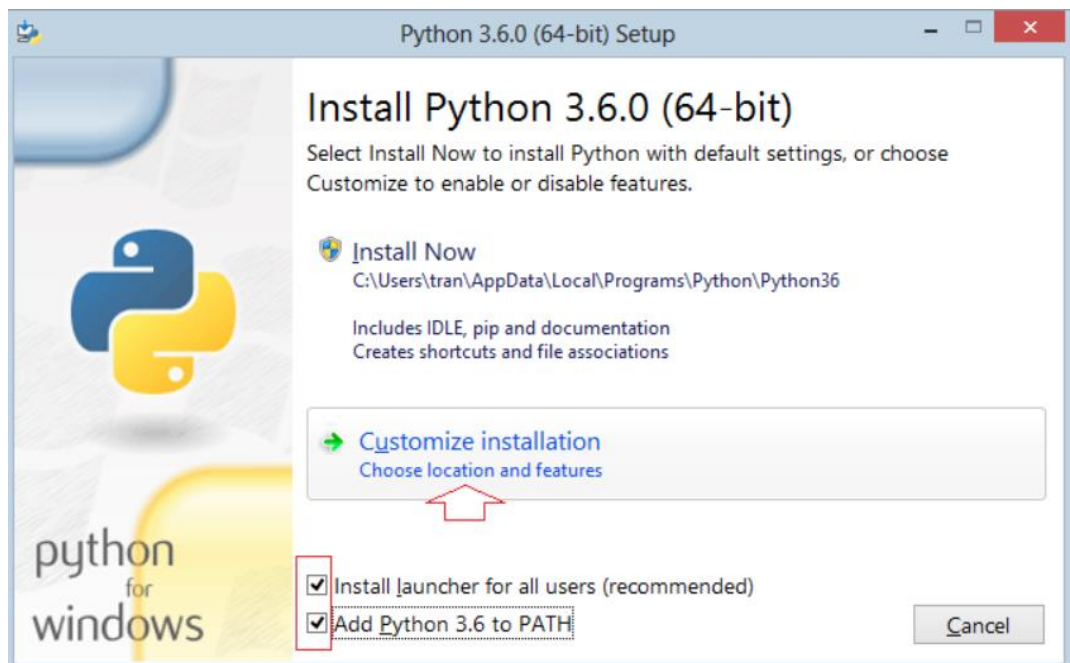 Python 3.6.0 (64-bit) Setup
Install Python 3.6.0 (64-bit)
Select Install Now to install Python with default settings, or choose
Customize to enable or disable features.
Install Now
C:\Users\tran\AppData\Local\Programs\Python\Python36
Includes IDLE, pip and documentation
Creates shortcuts and file associations
Customize installation
Choose location and features
python
for
windows
Install launcher for all users (recommended)
Add Python 3.6 to PATH
Cancel